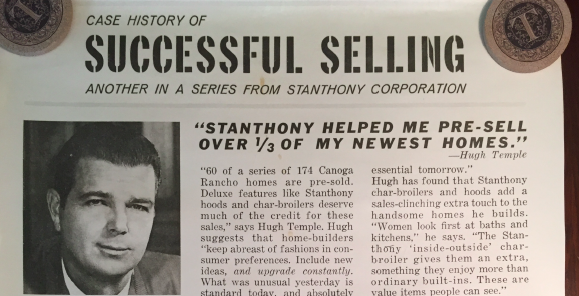 CASE HISTORY OF
SUCCESSFUL SELLING
ANOTHER IN A SERIES FROM STANTHONY CORPORATION
"STANTHONY HELPED ME PRE-SELL
OVER 1/3 OF MY NEWEST HOMES."
—Hugh Temple
"60 of a series of 174 Canoga
Rancho homes are pre-sold.
Deluxe features like Stanthony
hoods and char-broilers deserve
much of the credit for these
sales," says Hugh Temple. Hugh
suggests that home-builders
"keep abreast of fashions in con-
sumer preferences. Include new
ideas, and upgrade constantly.
What was unusual yesterday is
standard today, and absolutely
essential tomorrow."
Hugh has found that Stanthony
char-broilers and hoods add a
sales-clinching extra touch to the
handsome homes he builds.
"Women look first at baths and
kitchens," he says. "The Stan-
thony 'inside-outside' char-
broiler gives them an extra,
something they enjoy more than
ordinary built-ins. These are
value items people can see."
T